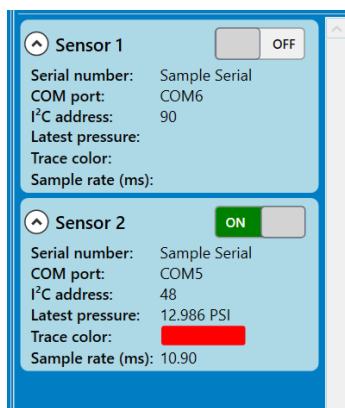 Sensor 1 OFF
Serial number: Sample Serial
COM port: COM6
I²C address: 90
Latest pressure:
Trace color:
Sample rate (ms):
Sensor 2 ON
Serial number: Sample Serial
COM port: COM5
I²C address: 48
Latest pressure: 12.986 PSI
Trace color:
Sample rate (ms): 10.90